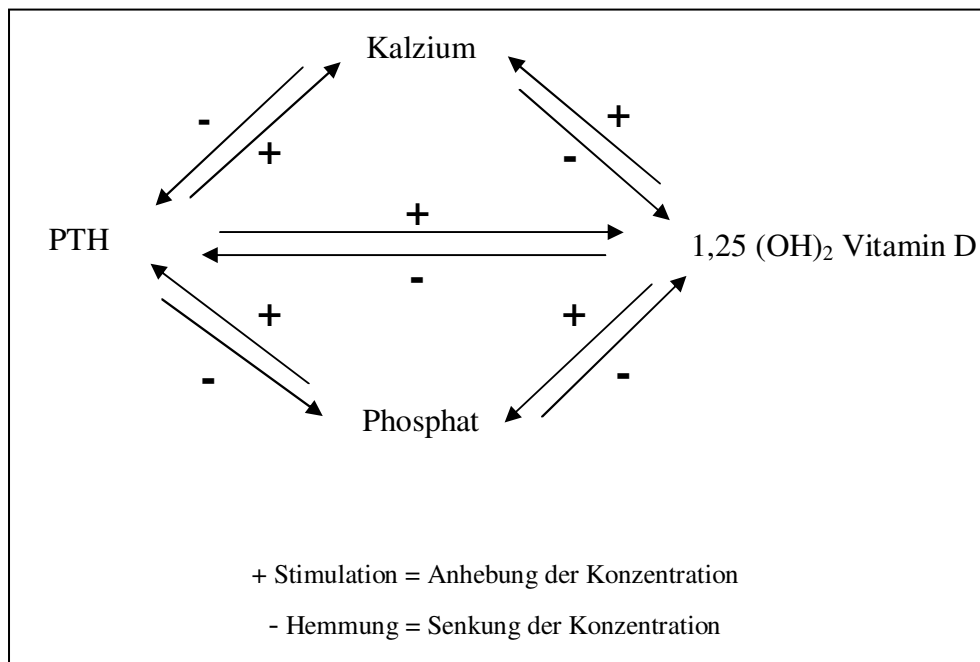 Kalzium
- +
+ -
PTH + 1,25 (OH)₂ Vitamin D
-
+ +
- -
Phosphat
+ Stimulation = Anhebung der Konzentration
- Hemmung = Senkung der Konzentration